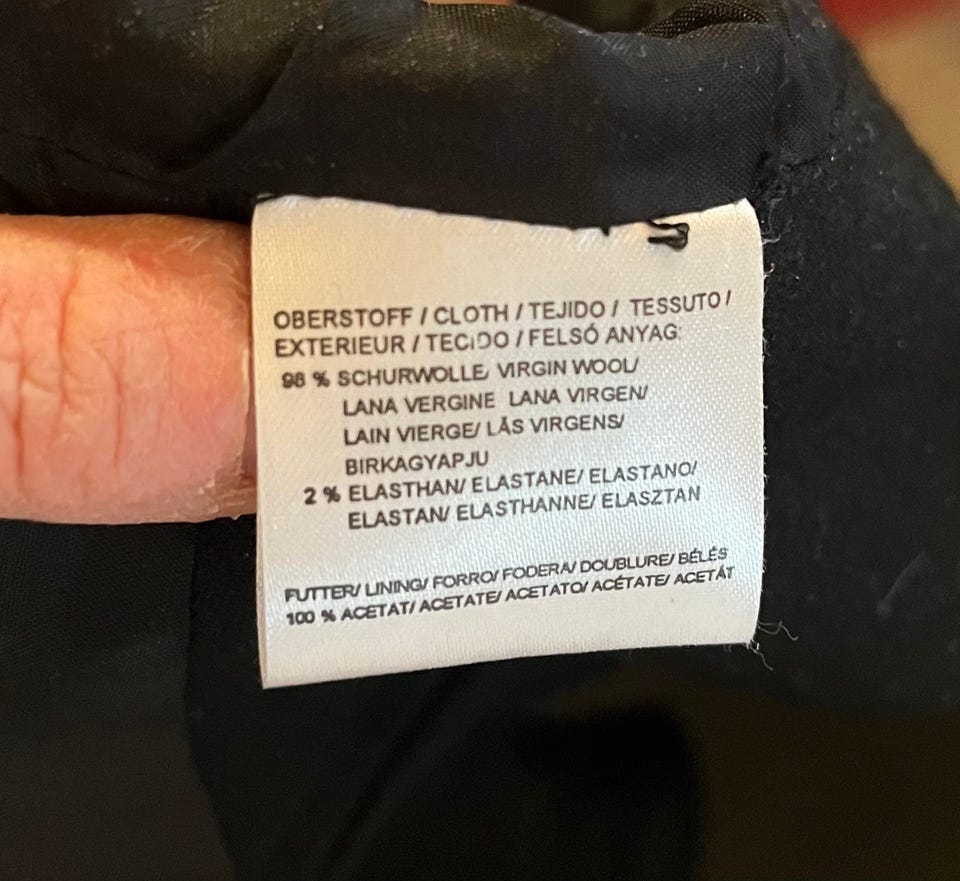 OBERSTOFF / CLOTH / TEJIDO / TESSUTO /
EXTERIEUR / TECIDO / FELSÓ ANYAG:
98 % SCHURWOLLE/ VIRGIN WOOL/
LANA VERGINE LANA VIRGEN/
LAIN VIERGE/ LÃS VIRGENS/
BIRKAGYAPJU
2 % ELASTHAN/ ELASTANE/ ELASTANO/
ELASTAN/ ELASTHANNE/ ELASZTAN
FUTTER/ LINING/ FORRO/ FODERA/ DOUBLURE/ BÉLÉS
100 % ACETAT/ ACETATE/ ACETATO/ ACÉTATE/ ACETÁT